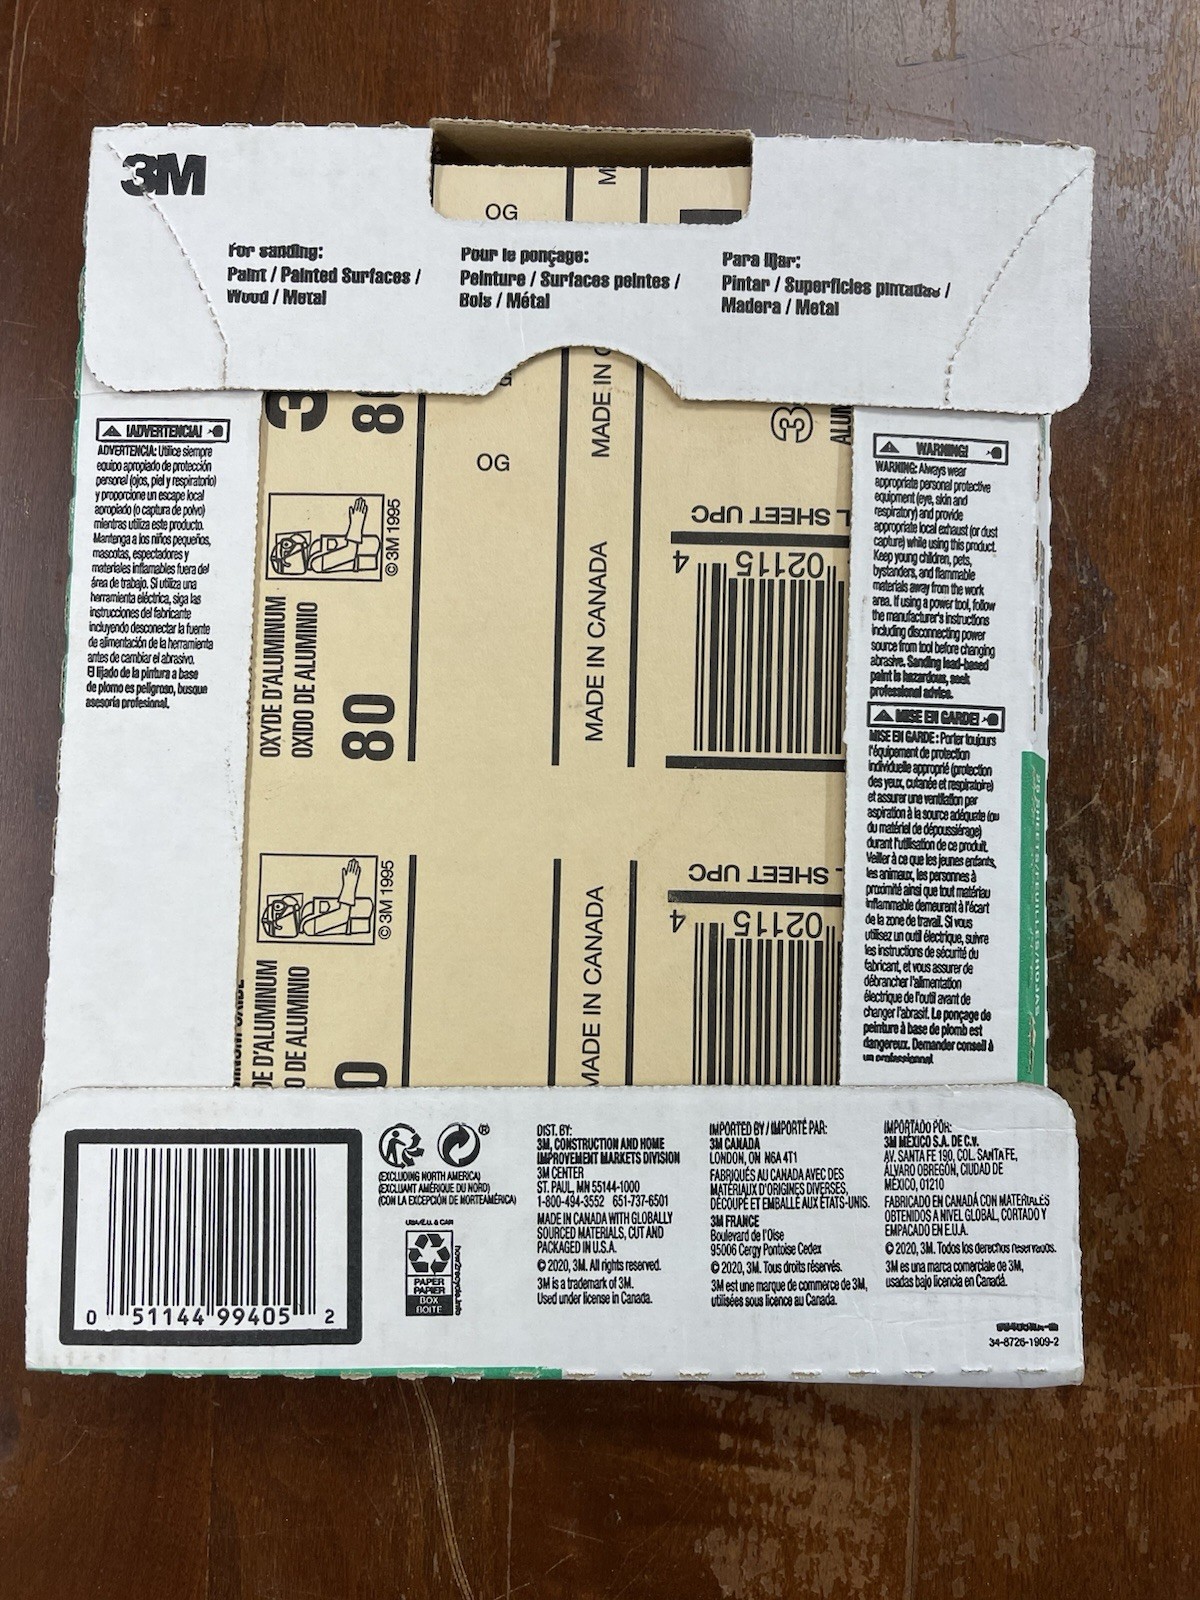 3M
For sanding:
Paint / Painted Surfaces /
Wood / Metal
Pour le ponçage:
Peinture / Surfaces peintes /
Bois / Métal
Para lijar:
Pintar / Superficies pintadas /
Madera / Metal
OG
¡ADVERTENCIA!
ADVERTENCIA: Utilice siempre
equipo apropiado de protección
personal (ojos, piel y respiratorio)
y proporcione un escape local
apropiado (o captura de polvo)
mientras utiliza este producto.
Mantenga a los niños pequeños,
mascotas, espectadores y
materiales inflamables fuera del
área de trabajo. Si utiliza una
herramienta eléctrica, siga las
instrucciones del fabricante
incluyendo desconectar la fuente
de alimentación de la herramienta
antes de cambiar el abrasivo.
El lijado de la pintura a base
de plomo es peligroso, busque
asesoría profesional.
3
80
© 3M 1995
OXYDE D'ALUMINUM
OXIDO DE ALUMINIO
80
© 3M 1995
DE D'ALUMINUM
O DE ALUMINIO
0
OG
MADE IN C
MADE IN CANADA
MADE IN CANADA
3
ALUM
L SHEET UPC
02115 4
L SHEET UPC
02115 4
WARNING!
WARNING: Always wear
appropriate personal protective
equipment (eye, skin and
respiratory) and provide
appropriate local exhaust (or dust
capture) while using this product.
Keep young children, pets,
bystanders, and flammable
materials away from the work
area. If using a power tool, follow
the manufacturer's instructions
including disconnecting power
source from tool before changing
abrasive. Sanding lead-based
paint is hazardous, seek
professional advice.
MISE EN GARDE!
MISE EN GARDE : Porter toujours
l'équipement de protection
individuelle approprié (protection
des yeux, cutanée et respiratoire)
et assurer une ventilation par
aspiration à la source adéquate (ou
du matériel de dépoussiérage)
durant l'utilisation de ce produit.
Veiller à ce que les jeunes enfants,
les animaux, les personnes à
proximité ainsi que tout matériau
inflammable demeurent à l'écart
de la zone de travail. Si vous
utilisez un outil électrique, suivre
les instructions de sécurité du
fabricant, et vous assurer de
débrancher l'alimentation
électrique de l'outil avant de
changer l'abrasif. Le ponçage de
peinture à base de plomb est
dangereux. Demander conseil à
un professionnel
SHEETS/FEUILLES/HOJAS
0 51144 99405 2
(EXCLUDING NORTH AMERICA)
(EXCLUANT AMÉRIQUE DU NORD)
(CON LA EXCEPCIÓN DE NORTEAMÉRICA)
PAPER
PAPIER
BOX
BOITE
how2recycle.info
DIST. BY:
3M, CONSTRUCTION AND HOME
IMPROVEMENT MARKETS DIVISION
3M CENTER
ST. PAUL, MN 55144-1000
1-800-494-3552 651-737-6501
MADE IN CANADA WITH GLOBALLY
SOURCED MATERIALS, CUT AND
PACKAGED IN U.S.A.
© 2020, 3M. All rights reserved.
3M is a trademark of 3M.
Used under license in Canada.
IMPORTED BY / IMPORTÉ PAR:
3M CANADA
LONDON, ON N6A 4T1
FABRIQUÉS AU CANADA AVEC DES
MATÉRIAUX D'ORIGINES DIVERSES,
DÉCOUPÉ ET EMBALLÉ AUX ÉTATS-UNIS.
3M FRANCE
Boulevard de l'Oise
95006 Cergy Pontoise Cedex
© 2020, 3M. Tous droits réservés.
3M est une marque de commerce de 3M,
utilisées sous licence au Canada.
IMPORTADO POR:
3M MÉXICO S.A. DE C.V.
AV. SANTA FE 190, COL. SANTA FE,
ÁLVARO OBREGÓN, CIUDAD DE
MÉXICO, 01210
FABRICADO EN CANADÁ CON MATERIALES
OBTENIDOS A NIVEL GLOBAL, CORTADO Y
EMPACADO EN E.U.A.
© 2020, 3M. Todos los derechos reservados.
3M es una marca comerciale de 3M,
usadas bajo licencia en Canadá.
34-8726-1909-2